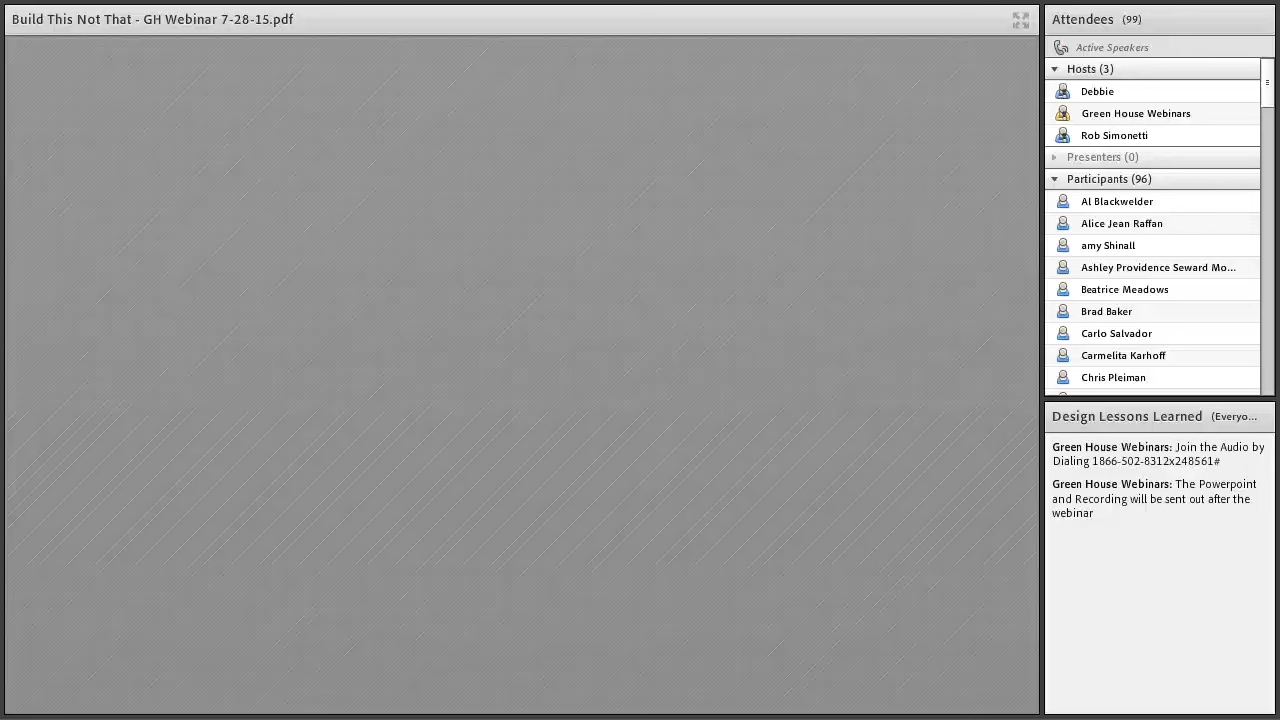 Build This Not That - GH Webinar 7-28-15.pdf
Attendees (99)
Active Speakers
Hosts (3)
Debbie
Green House Webinars
Rob Simonetti
Presenters (0)
Participants (96)
Al Blackwelder
Alice Jean Raffan
amy Shinall
Ashley Providence Seward Mo...
Beatrice Meadows
Brad Baker
Carlo Salvador
Carmelita Karhoff
Chris Pleiman
Design Lessons Learned (Everyo...
Green House Webinars: Join the Audio by
Dialing 1866-502-8312x248561#
Green House Webinars: The Powerpoint
and Recording will be sent out after the
webinar